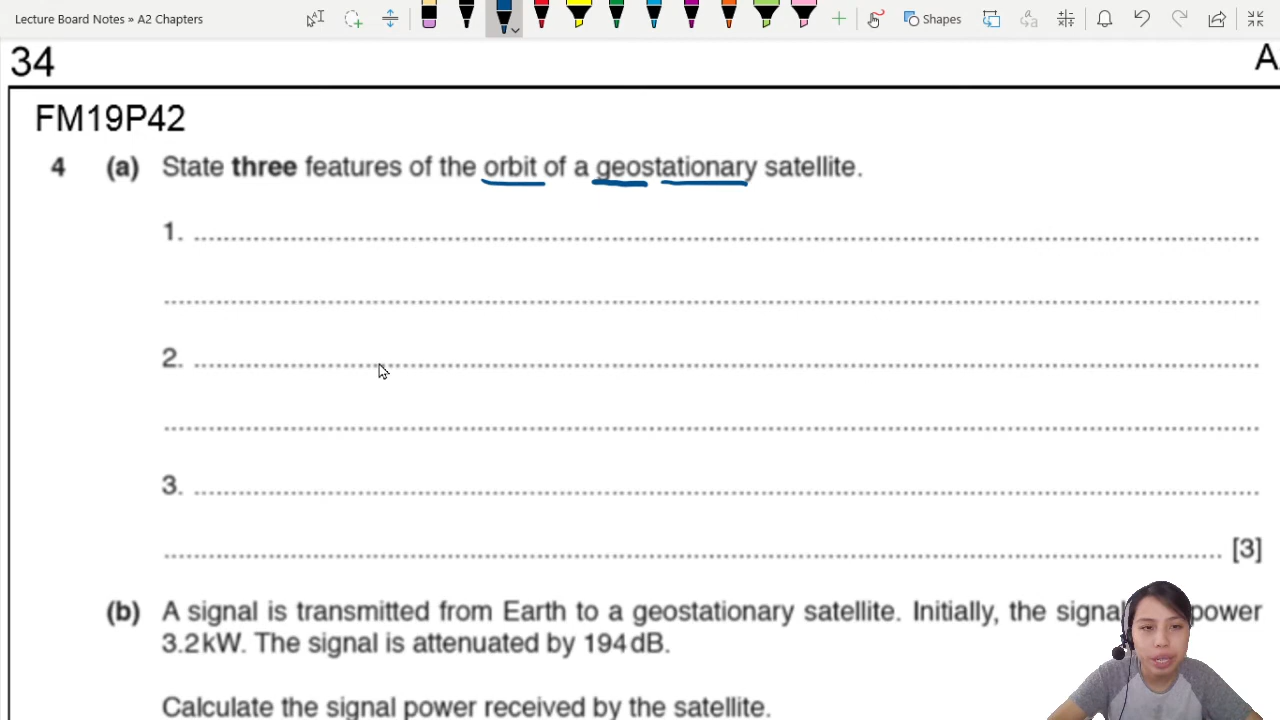 Lecture Board Notes » A2 Chapters
Shapes
34
FM19P42
4 (a) State three features of the orbit of a geostationary satellite.
1.
2.
3.
[3]
(b) A signal is transmitted from Earth to a geostationary satellite. Initially, the signal power
3.2kW. The signal is attenuated by 194dB.
Calculate the signal power received by the satellite.